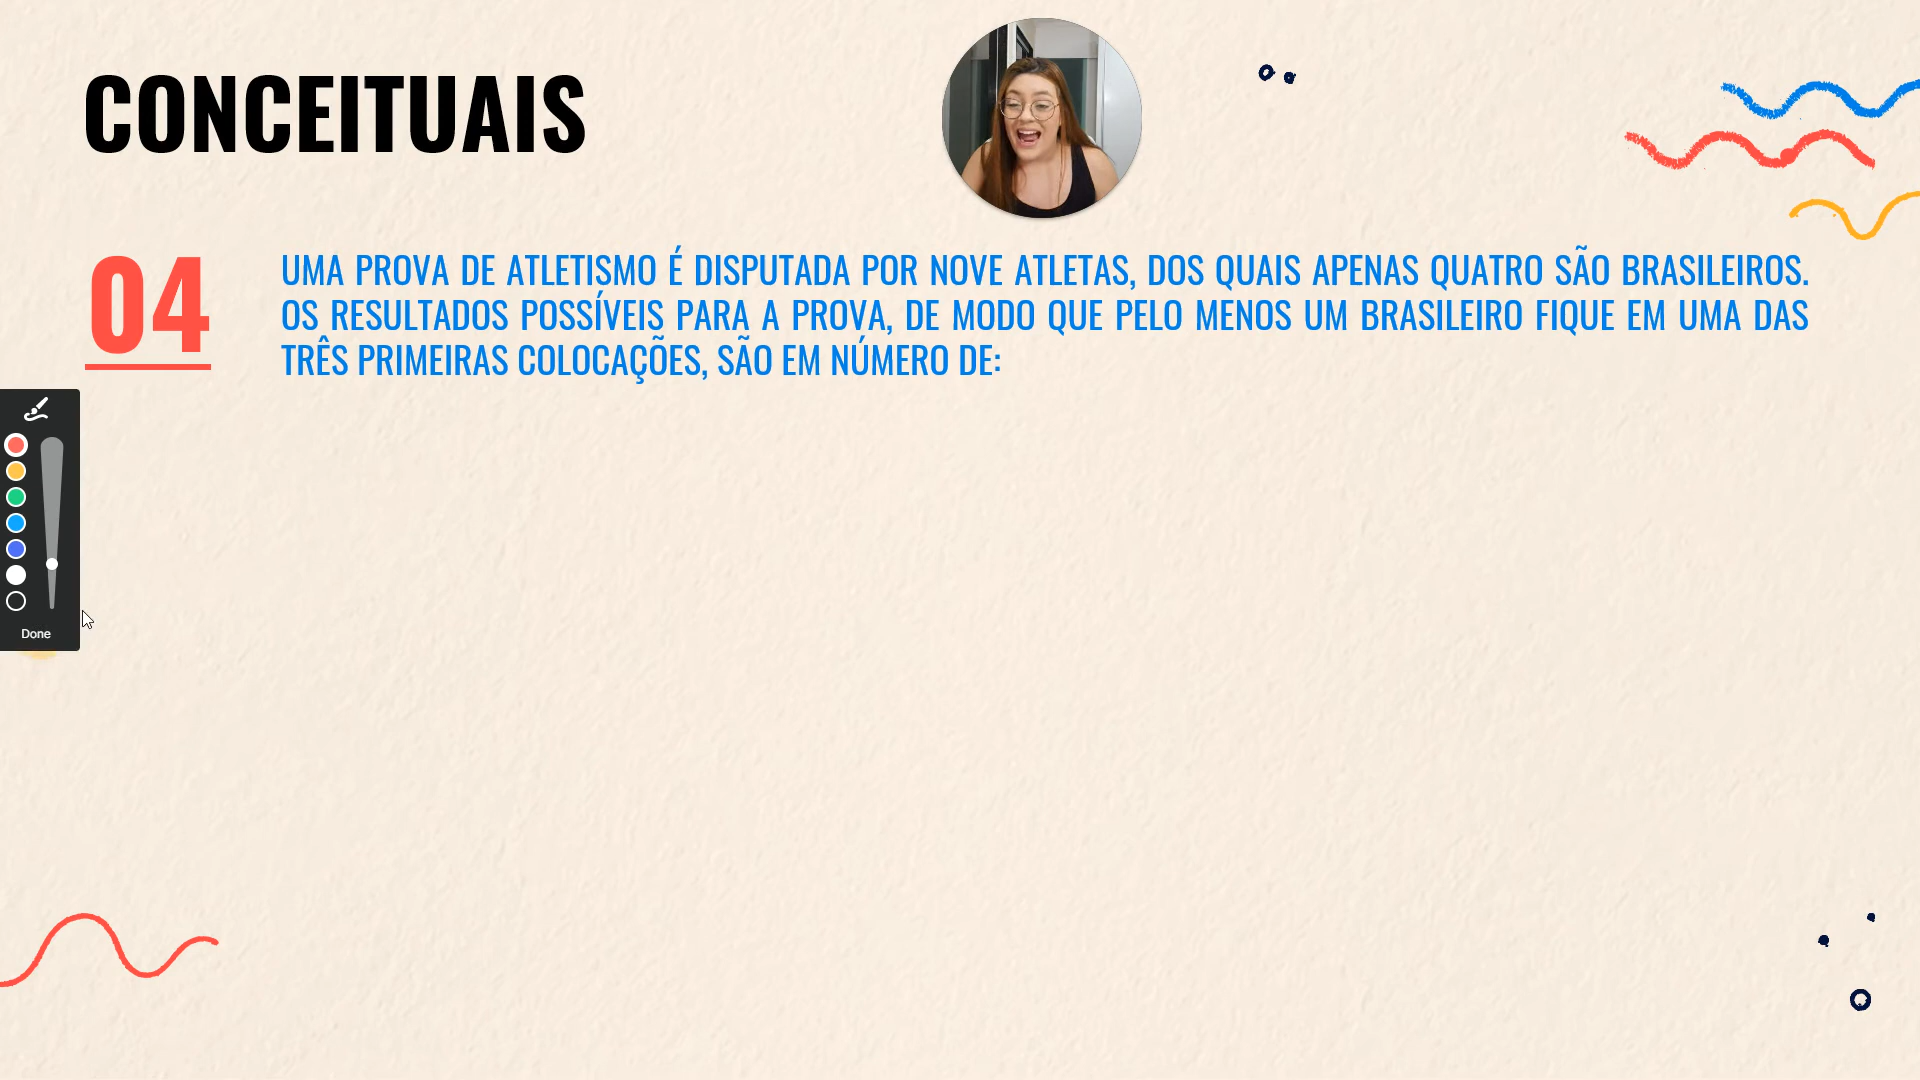 CONCEITUAIS
04
UMA PROVA DE ATLETISMO É DISPUTADA POR NOVE ATLETAS, DOS QUAIS APENAS QUATRO SÃO BRASILEIROS.
OS RESULTADOS POSSÍVEIS PARA A PROVA, DE MODO QUE PELO MENOS UM BRASILEIRO FIQUE EM UMA DAS
TRÊS PRIMEIRAS COLOCAÇÕES, SÃO EM NÚMERO DE:
Done